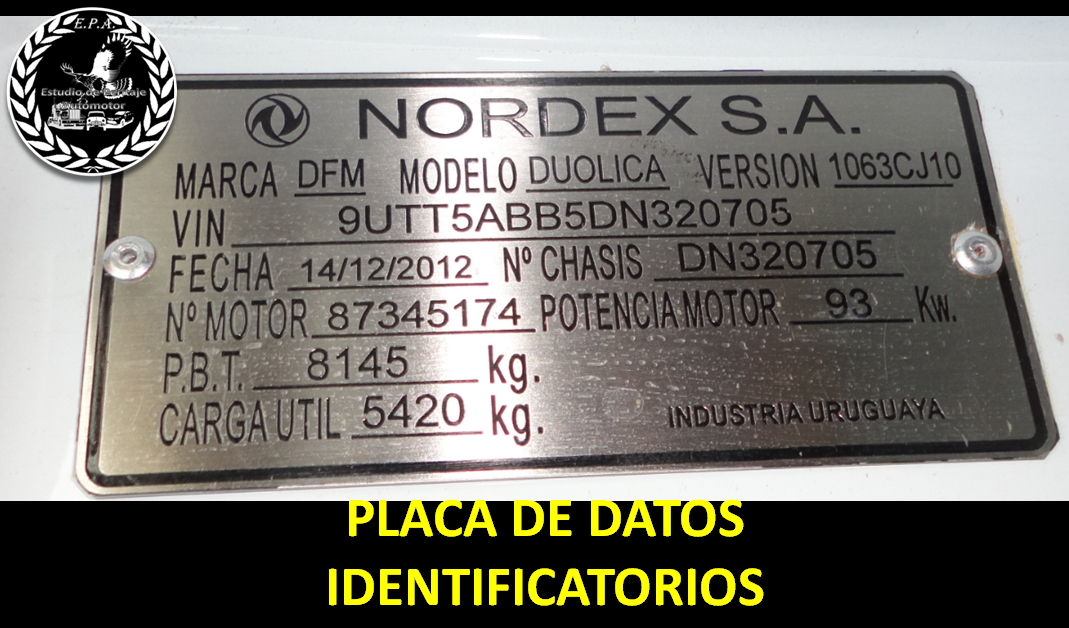 E.P.A.
Estudio de Peritaje
Automotor
NORDEX S.A.
MARCA DFM MODELO DUOLICA VERSION 1063CJ10
VIN 9UTT5ABB5DN320705
FECHA 14/12/2012 Nº CHASIS DN320705
Nº MOTOR 87345174 POTENCIA MOTOR 93 Kw.
P.B.T. 8145 kg.
CARGA UTIL 5420 kg.
INDUSTRIA URUGUAYA
PLACA DE DATOS
IDENTIFICATORIOS